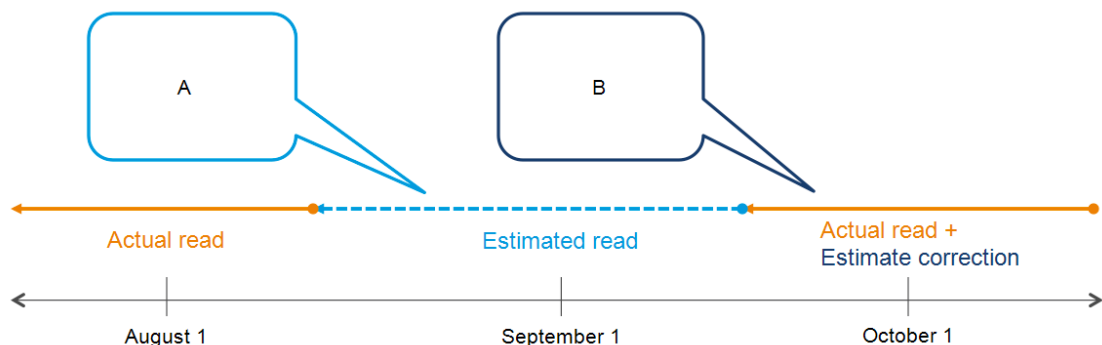 A
B
Actual read
Estimated read
Actual read +
Estimate correction
August 1
September 1
October 1